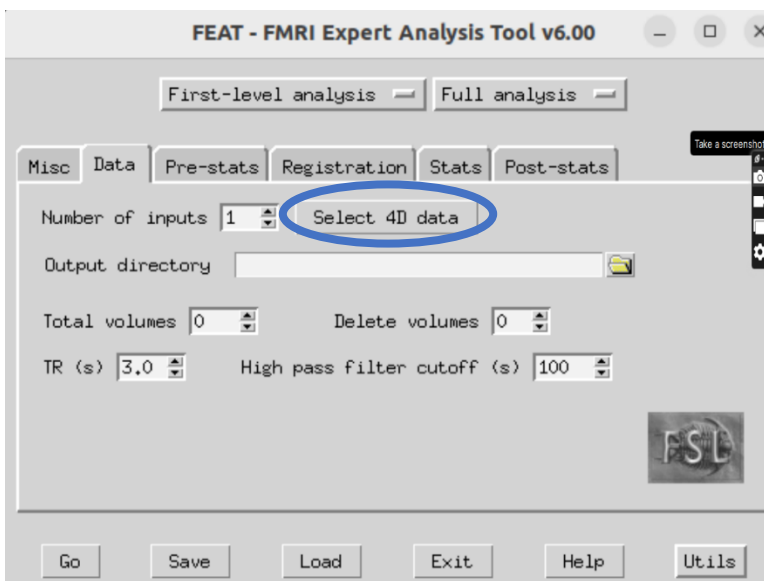 FEAT - FMRI Expert Analysis Tool v6.00
First-level analysis Full analysis
Take a screenshot
Misc Data Pre-stats Registration Stats Post-stats
Number of inputs 1 Select 4D data
Output directory
Total volumes 0 Delete volumes 0
TR (s) 3.0 High pass filter cutoff (s) 100
FSL
Go Save Load Exit Help Utils